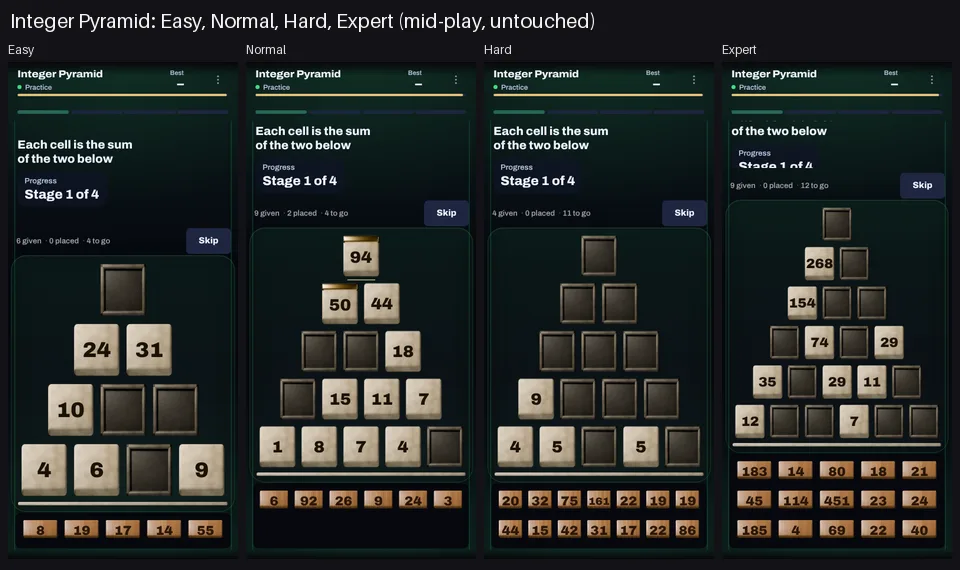 Integer Pyramid: Easy, Normal, Hard, Expert (mid-play, untouched)
Easy
Integer Pyramid
Best
Practice
–
Each cell is the sum
of the two below
Progress
Stage 1 of 4
6 given · 0 placed · 4 to go
Skip
24 31
10
4 6 9
8 19 17 14 55
Normal
Integer Pyramid
Best
Practice
–
Each cell is the sum
of the two below
Progress
Stage 1 of 4
9 given · 2 placed · 4 to go
Skip
94
50 44
18
15 11 7
1 8 7 4
6 92 26 9 24 3
Hard
Integer Pyramid
Best
Practice
–
Each cell is the sum
of the two below
Progress
Stage 1 of 4
4 given · 0 placed · 11 to go
Skip
9
4 5 5
20 32 75 161 22 19 19
44 15 42 31 17 22 86
Expert
Integer Pyramid
Best
Practice
–
of the two below
Progress
Stage 1 of 4
9 given · 0 placed · 12 to go
Skip
268
154
74 29
35 29 11
12 7
183 14 80 18 21
45 114 451 23 24
185 4 69 22 40